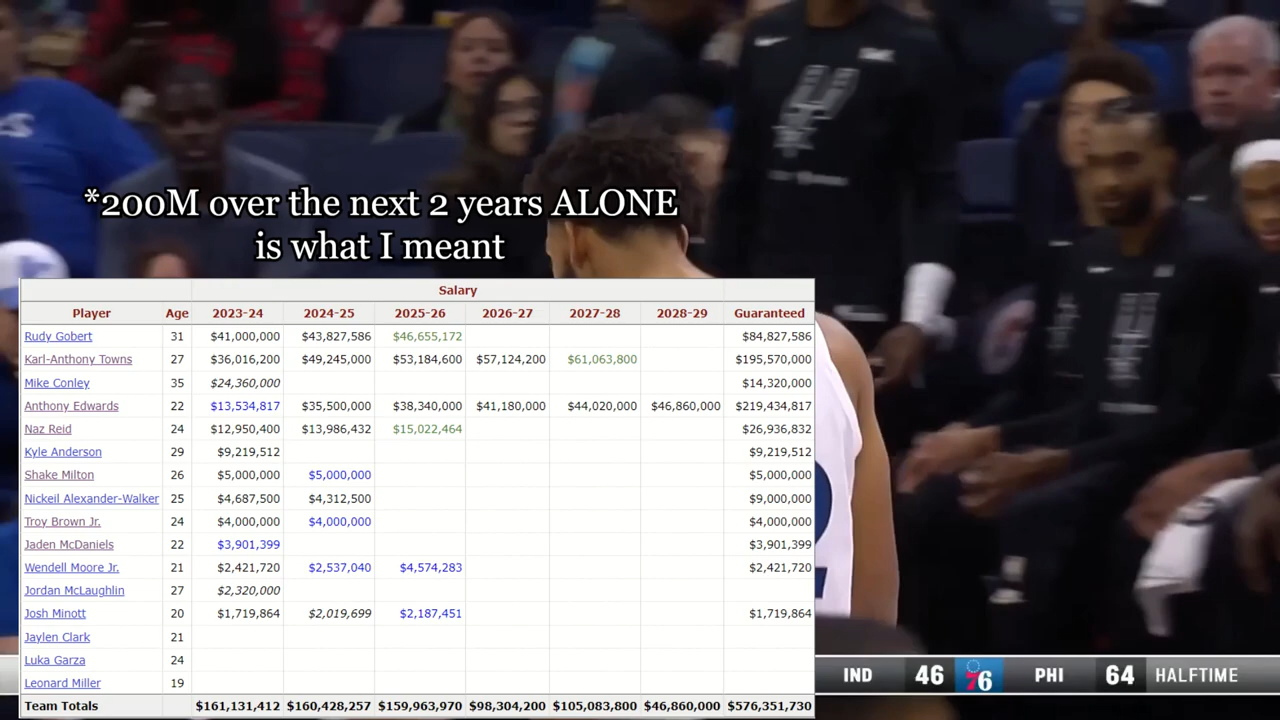 *200M over the next 2 years ALONE
is what I meant
Salary
Player Age 2023-24 2024-25 2025-26 2026-27 2027-28 2028-29 Guaranteed
Rudy Gobert 31 $41,000,000 $43,827,586 $46,655,172 $84,827,586
Karl-Anthony Towns 27 $36,016,200 $49,245,000 $53,184,600 $57,124,200 $61,063,800 $195,570,000
Mike Conley 35 $24,360,000 $14,320,000
Anthony Edwards 22 $13,534,817 $35,500,000 $38,340,000 $41,180,000 $44,020,000 $46,860,000 $219,434,817
Naz Reid 24 $12,950,400 $13,986,432 $15,022,464 $26,936,832
Kyle Anderson 29 $9,219,512 $9,219,512
Shake Milton 26 $5,000,000 $5,000,000 $5,000,000
Nickeil Alexander-Walker 25 $4,687,500 $4,312,500 $9,000,000
Troy Brown Jr. 24 $4,000,000 $4,000,000 $4,000,000
Jaden McDaniels 22 $3,901,399 $3,901,399
Wendell Moore Jr. 21 $2,421,720 $2,537,040 $4,574,283 $2,421,720
Jordan McLaughlin 27 $2,320,000
Josh Minott 20 $1,719,864 $2,019,699 $2,187,451 $1,719,864
Jaylen Clark 21
Luka Garza 24
Leonard Miller 19
Team Totals $161,131,412 $160,428,257 $159,963,970 $98,304,200 $105,083,800 $46,860,000 $576,351,730
IND 46 76 PHI 64 HALFTIME